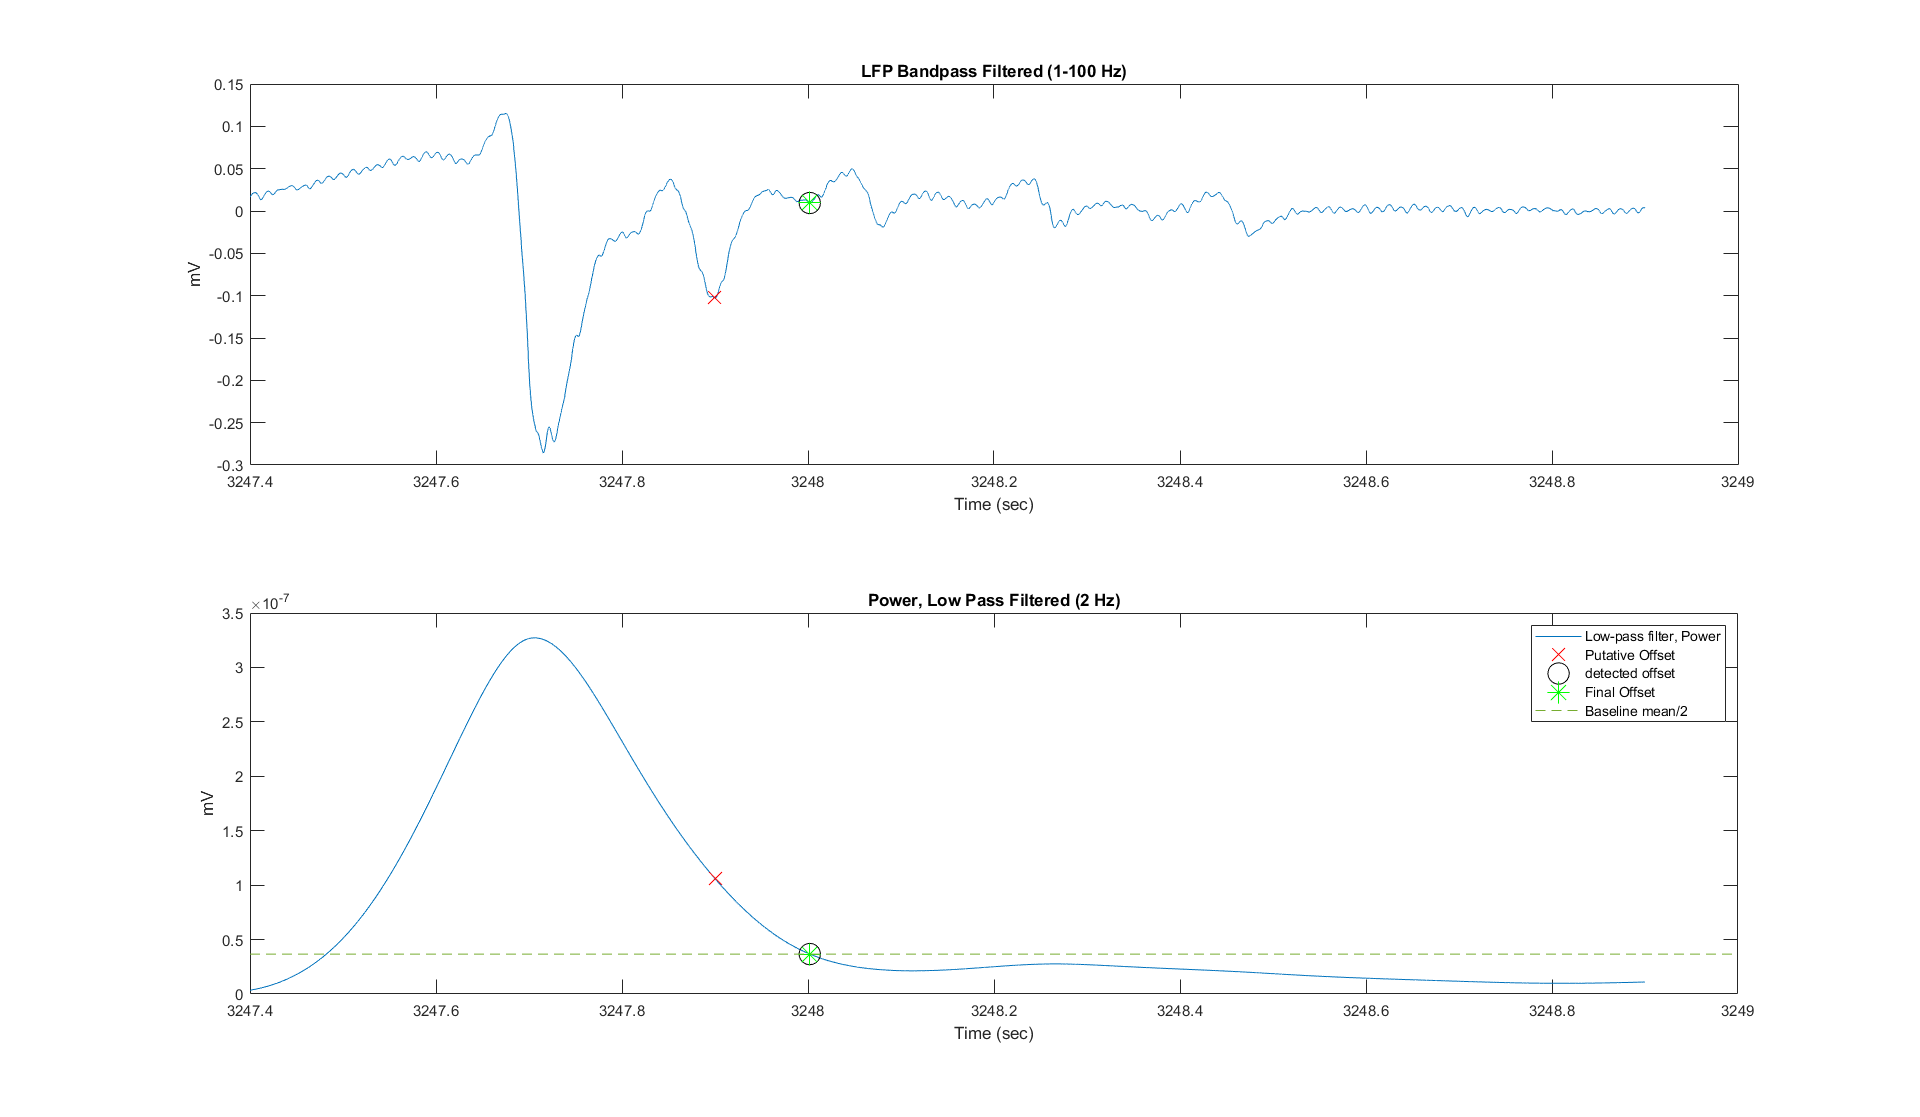 LFP Bandpass Filtered (1-100 Hz)
0.15
0.1
0.05
0
-0.05
-0.1
-0.15
-0.2
-0.25
-0.3
mV
3247.4 3247.6 3247.8 3248 3248.2 3248.4 3248.6 3248.8 3249
Time (sec)
Power, Low Pass Filtered (2 Hz)
×10-7
3.5
3
2.5
2
1.5
1
0.5
0
mV
Low-pass filter, Power
Putative Offset
detected offset
Final Offset
Baseline mean/2
3247.4 3247.6 3247.8 3248 3248.2 3248.4 3248.6 3248.8 3249
Time (sec)